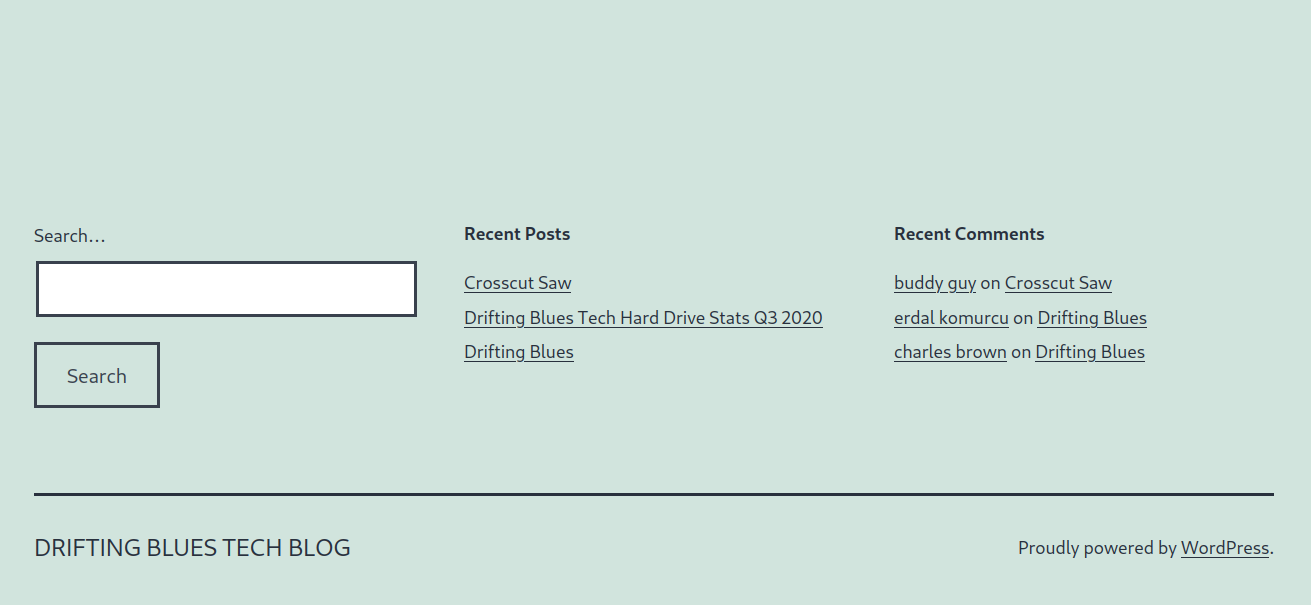 Search…
Search
Recent Posts
Crosscut Saw
Drifting Blues Tech Hard Drive Stats Q3 2020
Drifting Blues
Recent Comments
buddy guy on Crosscut Saw
erdal komurcu on Drifting Blues
charles brown on Drifting Blues
DRIFTING BLUES TECH BLOG
Proudly powered by WordPress.